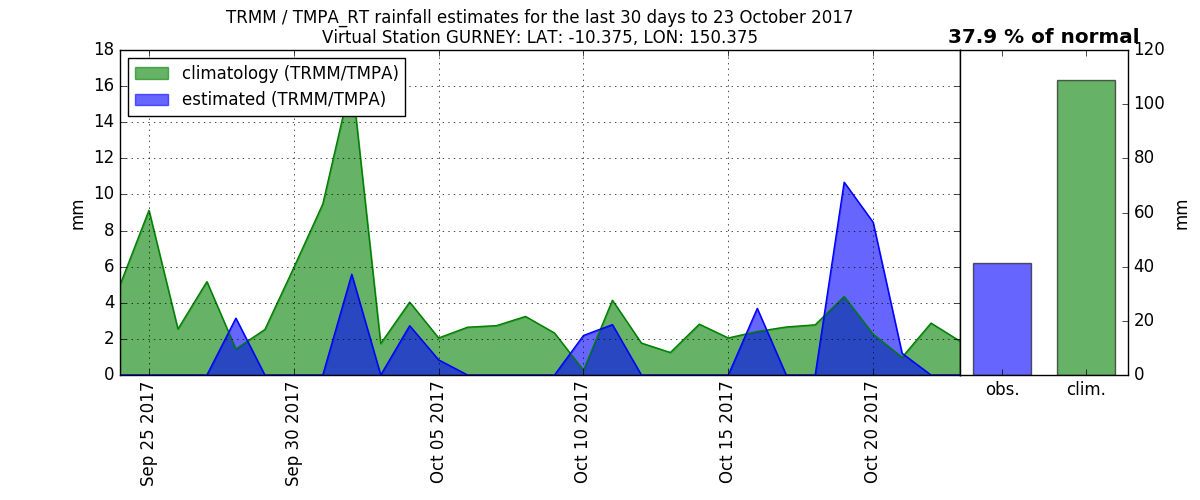 TRMM / TMPA_RT rainfall estimates for the last 30 days to 23 October 2017
Virtual Station GURNEY: LAT: -10.375, LON: 150.375
37.9 % of normal
climatology (TRMM/TMPA)
estimated (TRMM/TMPA)
mm
18
16
14
12
10
8
6
4
2
0
Sep 25 2017
Sep 30 2017
Oct 05 2017
Oct 10 2017
Oct 15 2017
Oct 20 2017
obs.
clim.
120
100
80
60
40
20
0
mm